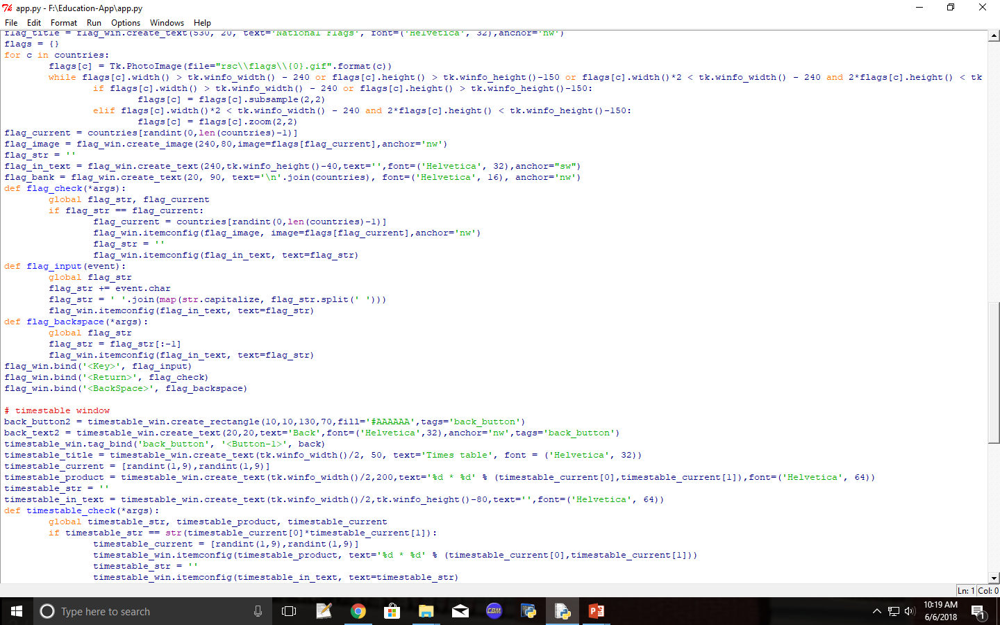 app.py - F:\Education-App\app.py
File Edit Format Run Options Windows Help
flag_title = flag_win.create_text(530, 20, text='National Flags', font=('Helvetica', 32),anchor='nw')
flags = {}
for c in countries:
        flags[c] = Tk.PhotoImage(file="rsc\\flags\\{0}.gif".format(c))
        while flags[c].width() > tk.winfo_width() - 240 or flags[c].height() > tk.winfo_height()-150 or flags[c].width()*2 < tk.winfo_width() - 240 and 2*flags[c].height() < tk
                if flags[c].width() > tk.winfo_width() - 240 or flags[c].height() > tk.winfo_height()-150:
                        flags[c] = flags[c].subsample(2,2)
                elif flags[c].width()*2 < tk.winfo_width() - 240 and 2*flags[c].height() < tk.winfo_height()-150:
                        flags[c] = flags[c].zoom(2,2)
flag_current = countries[randint(0,len(countries)-1)]
flag_image = flag_win.create_image(240,80,image=flags[flag_current],anchor='nw')
flag_str = ''
flag_in_text = flag_win.create_text(240,tk.winfo_height()-40,text='',font=('Helvetica', 32),anchor="sw")
flag_bank = flag_win.create_text(20, 90, text='\n'.join(countries), font=('Helvetica', 16), anchor='nw')
def flag_check(*args):
        global flag_str, flag_current
        if flag_str == flag_current:
                flag_current = countries[randint(0,len(countries)-1)]
                flag_win.itemconfig(flag_image, image=flags[flag_current],anchor='nw')
                flag_str = ''
                flag_win.itemconfig(flag_in_text, text=flag_str)
def flag_input(event):
        global flag_str
        flag_str += event.char
        flag_str = ' '.join(map(str.capitalize, flag_str.split(' ')))
        flag_win.itemconfig(flag_in_text, text=flag_str)
def flag_backspace(*args):
        global flag_str
        flag_str = flag_str[:-1]
        flag_win.itemconfig(flag_in_text, text=flag_str)
flag_win.bind('<Key>', flag_input)
flag_win.bind('<Return>', flag_check)
flag_win.bind('<BackSpace>', flag_backspace)

# timestable window
back_button2 = timestable_win.create_rectangle(10,10,130,70,fill='#AAAAAA',tags='back_button')
back_text2 = timestable_win.create_text(20,20,text='Back',font=('Helvetica',32),anchor='nw',tags='back_button')
timestable_win.tag_bind('back_button', '<Button-1>', back)
timestable_title = timestable_win.create_text(tk.winfo_width()/2, 50, text='Times table', font = ('Helvetica', 32))
timestable_current = [randint(1,9),randint(1,9)]
timestable_product = timestable_win.create_text(tk.winfo_width()/2,200,text='%d * %d' % (timestable_current[0],timestable_current[1]),font=('Helvetica', 64))
timestable_str = ''
timestable_in_text = timestable_win.create_text(tk.winfo_width()/2,tk.winfo_height()-80,text='',font=('Helvetica', 64))
def timestable_check(*args):
        global timestable_str, timestable_product, timestable_current
        if timestable_str == str(timestable_current[0]*timestable_current[1]):
                timestable_current = [randint(1,9),randint(1,9)]
                timestable_win.itemconfig(timestable_product, text='%d * %d' % (timestable_current[0],timestable_current[1]))
                timestable_str = ''
                timestable_win.itemconfig(timestable_in_text, text=timestable_str)
Ln: 1 Col: 0
Type here to search
CBM
10:19 AM
6/6/2018
1